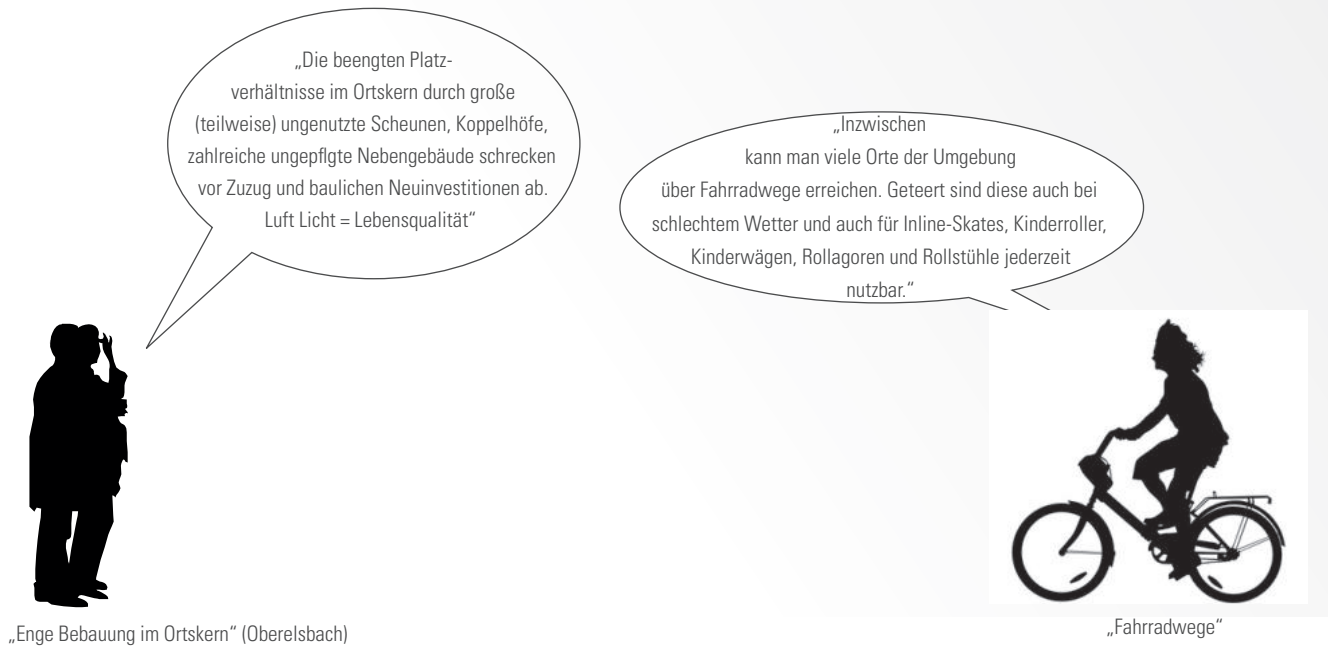 „Die beengten Platz-
verhältnisse im Ortskern durch große
(teilweise) ungenutzte Scheunen, Koppelhöfe,
zahlreiche ungepflgte Nebengebäude schrecken
vor Zuzug und baulichen Neuinvestitionen ab.
Luft Licht = Lebensqualität“
„Inzwischen
kann man viele Orte der Umgebung
über Fahrradwege erreichen. Geteert sind diese auch bei
schlechtem Wetter und auch für Inline-Skates, Kinderroller,
Kinderwägen, Rollagoren und Rollstühle jederzeit
nutzbar.“
„Enge Bebauung im Ortskern“ (Oberelsbach)
„Fahrradwege“